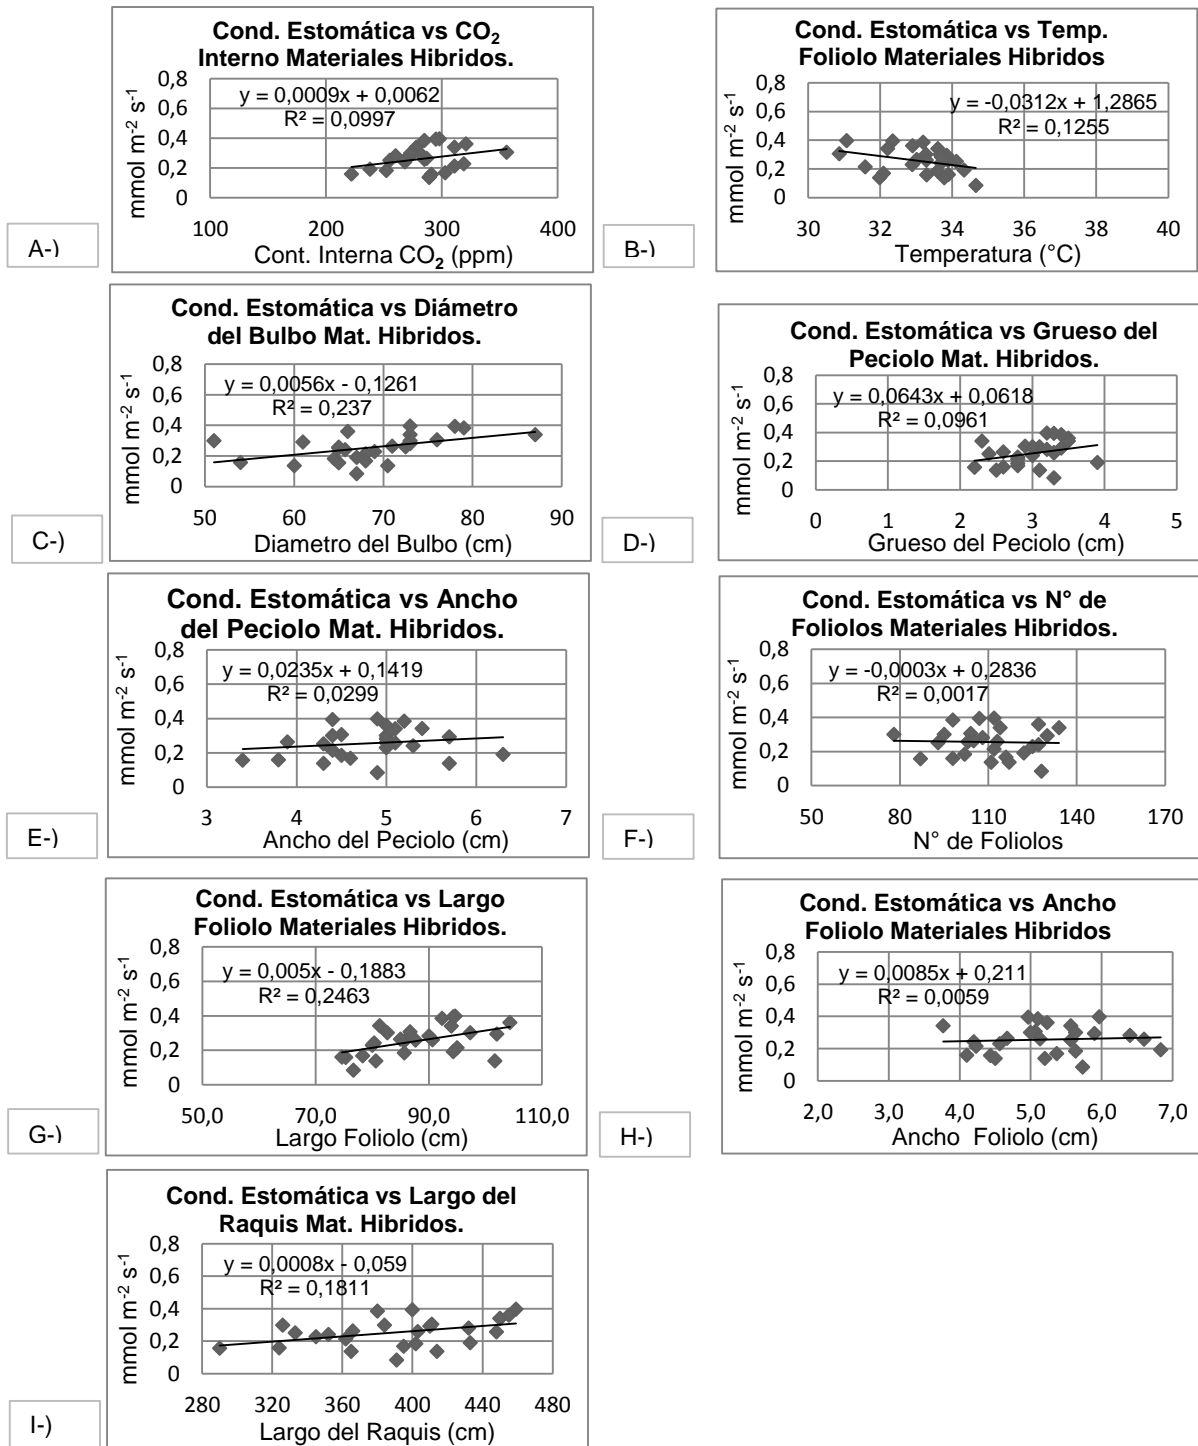 Cond. Estomática vs CO2
Interno Materiales Hibridos.
mmol m-2 s-1
0,8
0,6
0,4
0,2
0
y = 0,0009x + 0,0062
R² = 0,0997
100 200 300 400
Cont. Interna CO2 (ppm)
A-)
Cond. Estomática vs Temp.
Foliolo Materiales Hibridos
mmol m-2 s-1
0,8
0,6
0,4
0,2
0
y = -0,0312x + 1,2865
R² = 0,1255
30 32 34 36 38 40
Temperatura (°C)
B-)
Cond. Estomática vs Diámetro
del Bulbo Mat. Hibridos.
mmol m-2 s-1
0,8
0,6
0,4
0,2
0
y = 0,0056x - 0,1261
R² = 0,237
50 60 70 80 90
Diametro del Bulbo (cm)
C-)
Cond. Estomática vs Grueso del
Peciolo Mat. Hibridos.
mmol m-2 s-1
0,8
0,6
0,4
0,2
0
y = 0,0643x + 0,0618
R² = 0,0961
0 1 2 3 4 5
Grueso del Peciolo (cm)
D-)
Cond. Estomática vs Ancho
del Peciolo Mat. Hibridos.
mmol m-2 s-1
0,8
0,6
0,4
0,2
0
y = 0,0235x + 0,1419
R² = 0,0299
3 4 5 6 7
Ancho del Peciolo (cm)
E-)
Cond. Estomática vs N° de
Foliolos Materiales Hibridos.
mmol m-2 s-1
0,8
0,6
0,4
0,2
0
y = -0,0003x + 0,2836
R² = 0,0017
50 80 110 140 170
N° de Foliolos
F-)
Cond. Estomática vs Largo
Foliolo Materiales Hibridos.
mmol m-2 s-1
0,8
0,6
0,4
0,2
0
y = 0,005x - 0,1883
R² = 0,2463
50,0 70,0 90,0 110,0
Largo Foliolo (cm)
G-)
Cond. Estomática vs Ancho
Foliolo Materiales Hibridos
mmol m-2 s-1
0,8
0,6
0,4
0,2
0
y = 0,0085x + 0,211
R² = 0,0059
2,0 3,0 4,0 5,0 6,0 7,0
Ancho Foliolo (cm)
H-)
Cond. Estomática vs Largo del
Raquis Mat. Hibridos.
mmol m-2 s-1
0,8
0,6
0,4
0,2
0
y = 0,0008x - 0,059
R² = 0,1811
280 320 360 400 440 480
Largo del Raquis (cm)
I-)